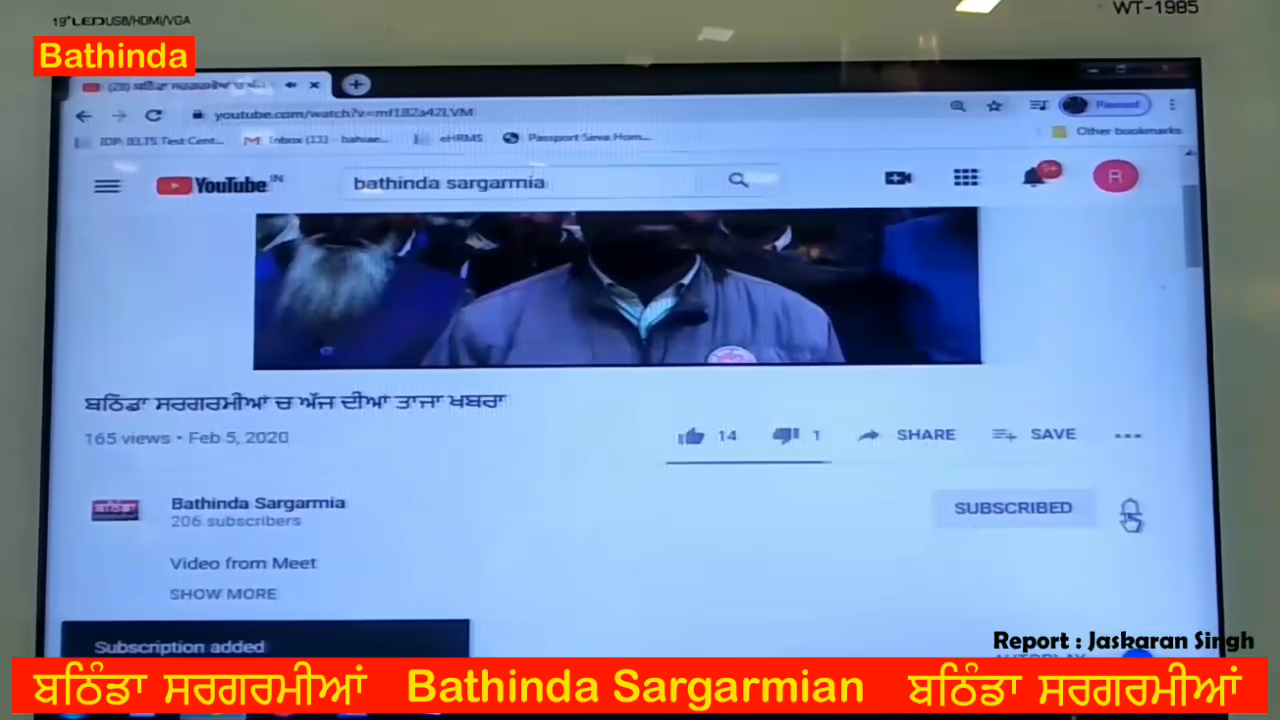 19"LED USB/HDMI/VGA
WT-1985
Bathinda
youtube.com/watch?v=mf182a42LVM
Paused
IDP: IELTS Test Cent...
Inbox (13) - bahsae...
eHRMS
Passport Seva Hom...
Other bookmarks
YouTube IN
bathinda sargarmia
R
ਬਠਿੰਡਾ ਸਰਗਰਮੀਆਂ ਚ ਅੱਜ ਦੀਆਂ ਤਾਜਾ ਖਬਰਾ
165 views • Feb 5, 2020
14
1
SHARE
SAVE
Bathinda Sargarmia
206 subscribers
SUBSCRIBED
Video from Meet
SHOW MORE
Subscription added
Report : Jaskaran Singh
AUTOPLAY
ਬਠਿੰਡਾ ਸਰਗਰਮੀਆਂ Bathinda Sargarmian ਬਠਿੰਡਾ ਸਰਗਰਮੀਆਂ